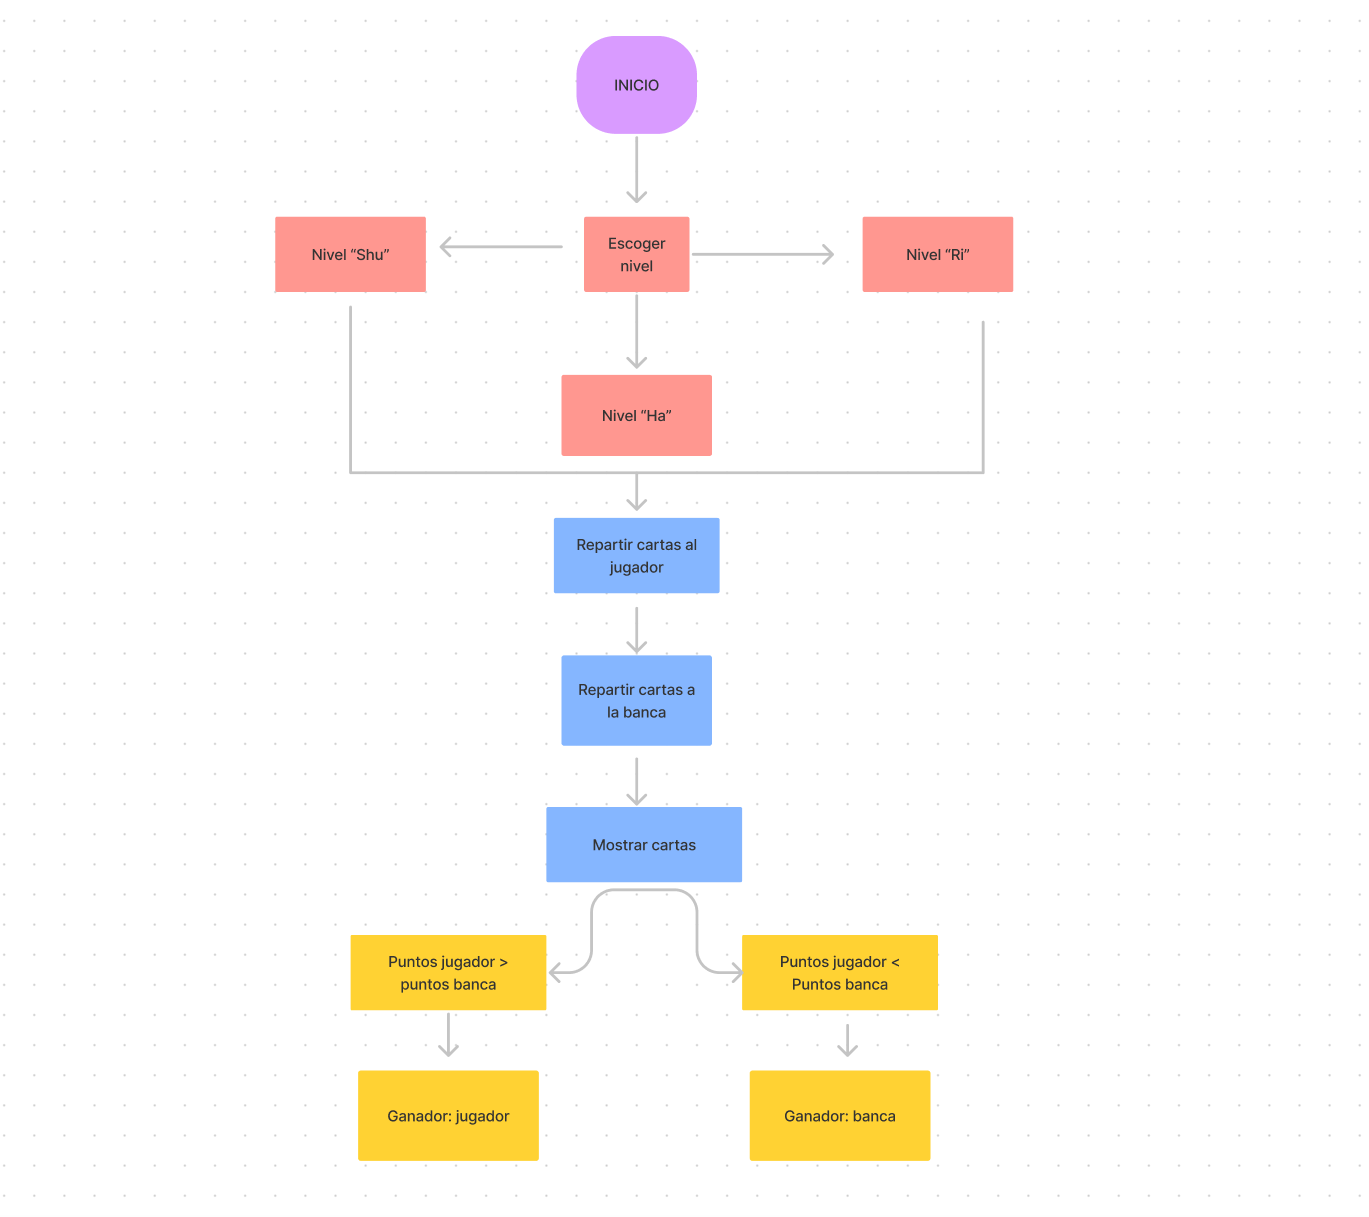 INICIO
Nivel “Shu”
Escoger
nivel
Nivel “Ri”
Nivel “Ha”
Repartir cartas al
jugador
Repartir cartas a
la banca
Mostrar cartas
Puntos jugador >
puntos banca
Puntos jugador <
Puntos banca
Ganador: jugador
Ganador: banca